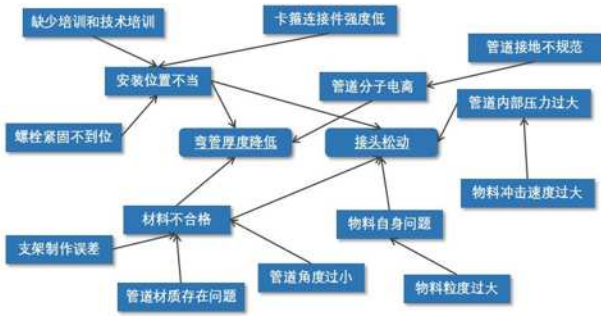 缺少培训和技术培训
卡箍连接件强度低
管道接地不规范
安装位置不当
管道分子电离
管道内部压力过大
螺栓紧固不到位
弯管厚度降低
接头松动
物料冲击速度过大
材料不合格
物料自身问题
支架制作误差
管道角度过小
管道材质存在问题
物料粒度过大